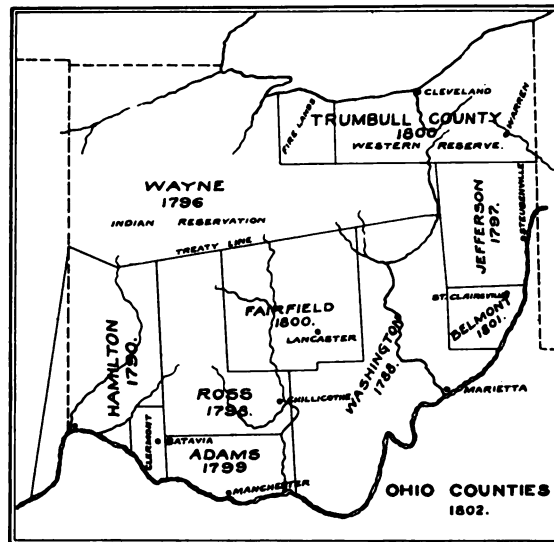 CLEVELAND
FIRE LANDS
TRUMBULL COUNTY
1800
WESTERN RESERVE.
WARREN
WAYNE
1796
INDIAN RESERVATION
TREATY LINE
JEFFERSON
1797.
STEUBENVILLE
ST. CLAIRSVILLE
BELMONT
1801.
FAIRFIELD
1800.
LANCASTER
HAMILTON
1790.
WASHINGTON
1788.
ROSS
1798.
CHILLICOTHE
MARIETTA
CLERMONT
BATAVIA
ADAMS
1799
MANCHESTER
OHIO COUNTIES
1802.